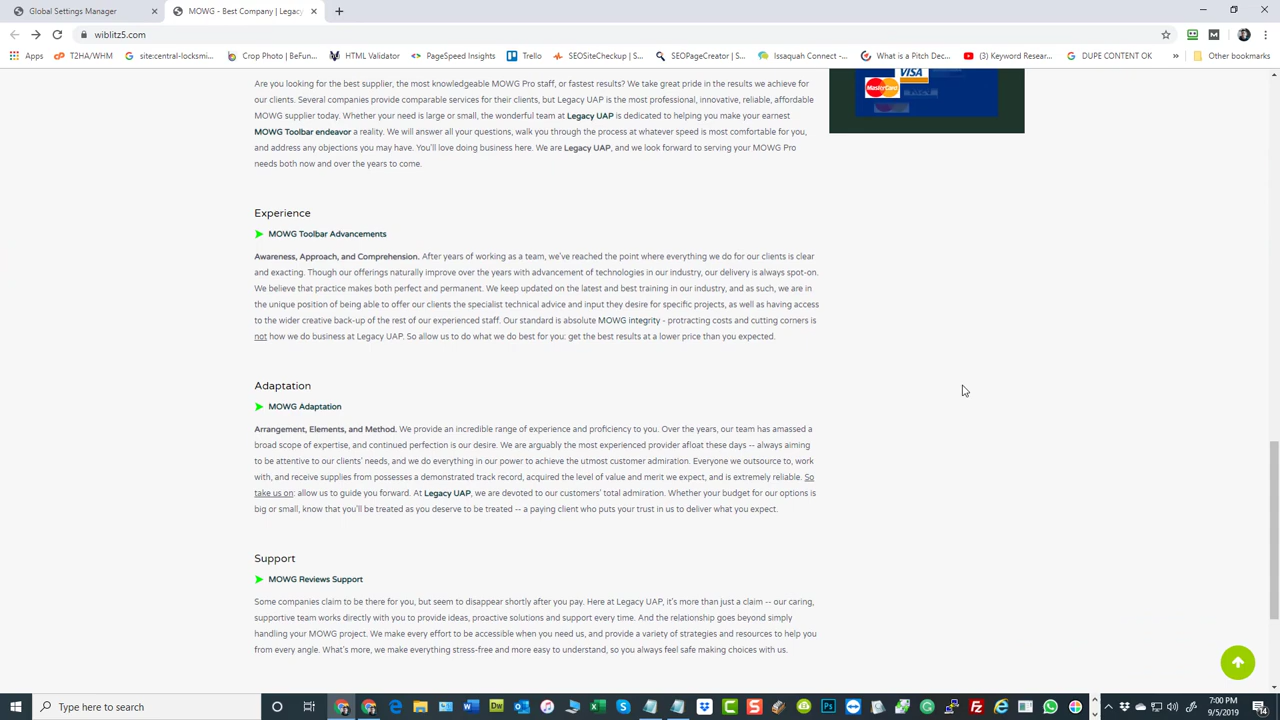 Global Settings Manager
MOWG - Best Company | Legacy
wiblitz5.com
Apps
T2HA/WHM
site:central-locksmi...
Crop Photo | BeFun...
HTML Validator
PageSpeed Insights
Trello
SEOSiteCheckup | S...
SEOPageCreator | S...
Issaquah Connect -...
What is a Pitch Dec...
(3) Keyword Resear...
DUPE CONTENT OK
»
Other bookmarks
VISA
MasterCard
Are you looking for the best supplier, the most knowledgeable MOWG Pro staff, or fastest results? We take great pride in the results we achieve for
our clients. Several companies provide comparable services for their clients, but Legacy UAP is the most professional, innovative, reliable, affordable
MOWG supplier today. Whether your need is large or small, the wonderful team at Legacy UAP is dedicated to helping you make your earnest
MOWG Toolbar endeavor a reality. We will answer all your questions, walk you through the process at whatever speed is most comfortable for you,
and address any objections you may have. You'll love doing business here. We are Legacy UAP, and we look forward to serving your MOWG Pro
needs both now and over the years to come.
Experience
MOWG Toolbar Advancements
Awareness, Approach, and Comprehension. After years of working as a team, we've reached the point where everything we do for our clients is clear
and exacting. Though our offerings naturally improve over the years with advancement of technologies in our industry, our delivery is always spot-on.
We believe that practice makes both perfect and permanent. We keep updated on the latest and best training in our industry, and as such, we are in
the unique position of being able to offer our clients the specialist technical advice and input they desire for specific projects, as well as having access
to the wider creative back-up of the rest of our experienced staff. Our standard is absolute MOWG integrity - protracting costs and cutting corners is
not how we do business at Legacy UAP. So allow us to do what we do best for you: get the best results at a lower price than you expected.
Adaptation
MOWG Adaptation
Arrangement, Elements, and Method. We provide an incredible range of experience and proficiency to you. Over the years, our team has amassed a
broad scope of expertise, and continued perfection is our desire. We are arguably the most experienced provider afloat these days -- always aiming
to be attentive to our clients' needs, and we do everything in our power to achieve the utmost customer admiration. Everyone we outsource to, work
with, and receive supplies from possesses a demonstrated track record, acquired the level of value and merit we expect, and is extremely reliable. So
take us on: allow us to guide you forward. At Legacy UAP, we are devoted to our customers' total admiration. Whether your budget for our options is
big or small, know that you'll be treated as you deserve to be treated -- a paying client who puts your trust in us to deliver what you expect.
Support
MOWG Reviews Support
Some companies claim to be there for you, but seem to disappear shortly after you pay. Here at Legacy UAP, it's more than just a claim -- our caring,
supportive team works directly with you to provide ideas, proactive solutions and support every time. And the relationship goes beyond simply
handling your MOWG project. We make every effort to be accessible when you need us, and provide a variety of strategies and resources to help you
from every angle. What's more, we make everything stress-free and more easy to understand, so you always feel safe making choices with us.
Type here to search
7:00 PM
9/5/2019